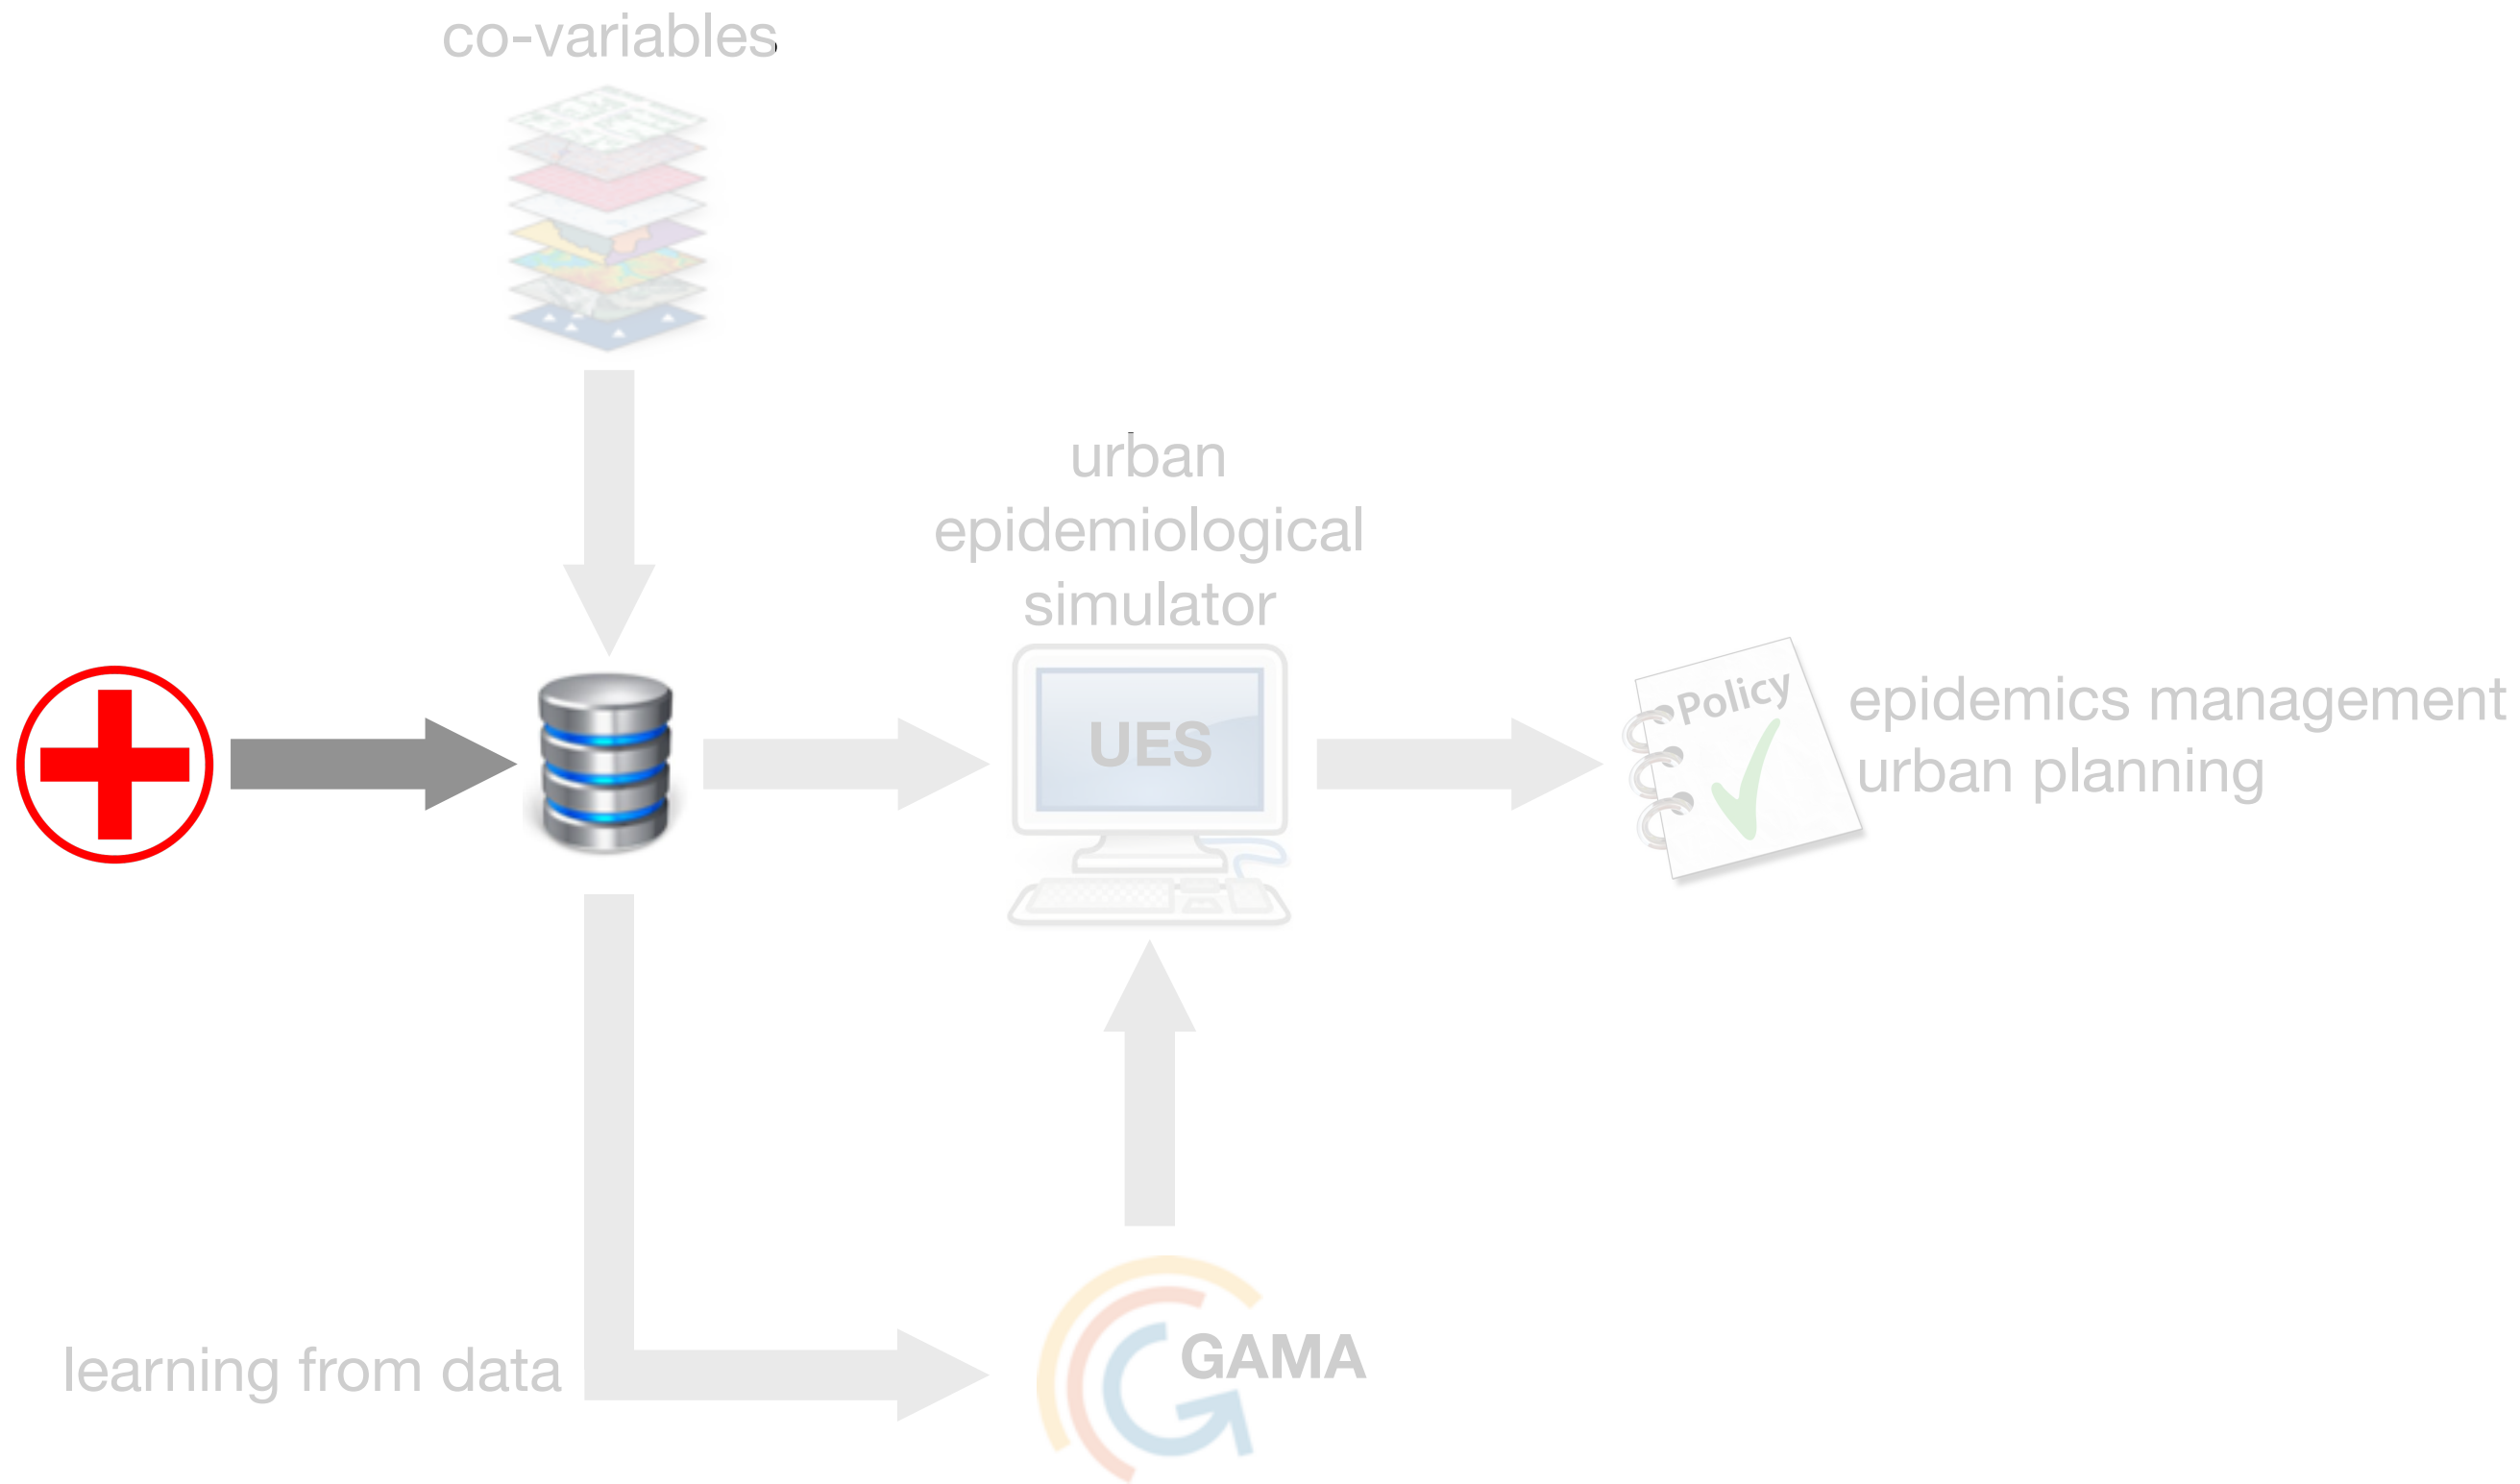 co-variables
urban
epidemiological
simulator
UES
Policy
epidemics management
urban planning
learning from data
GAMA